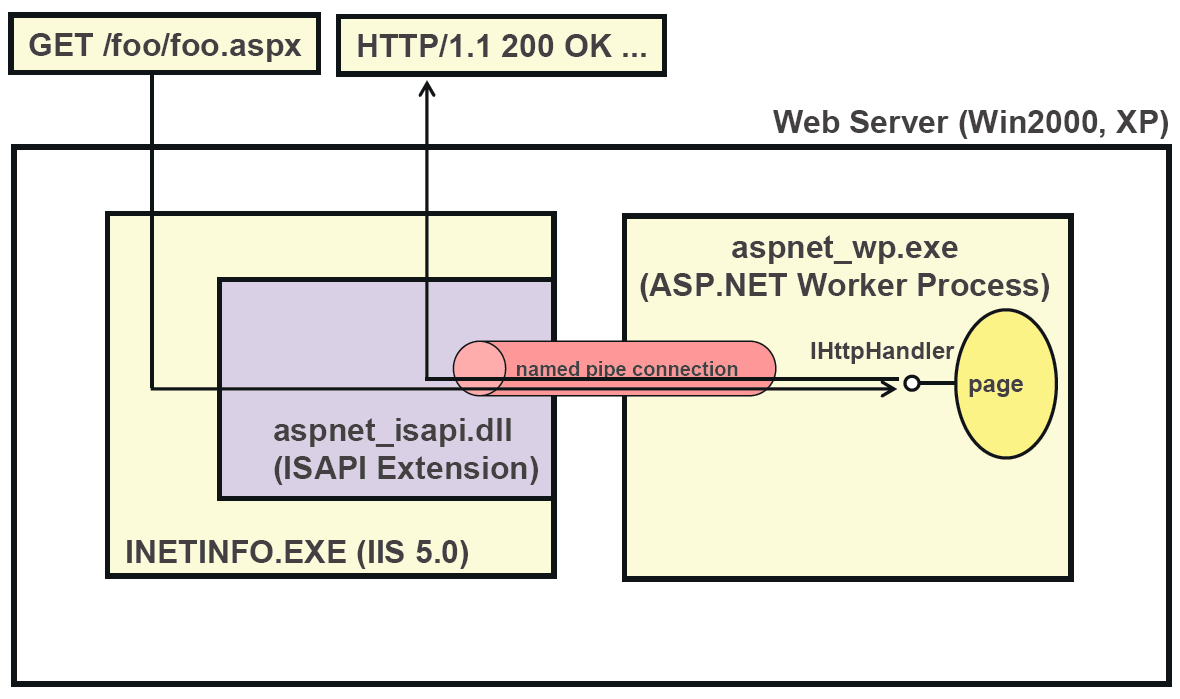 GET /foo/foo.aspx
HTTP/1.1 200 OK ...
Web Server (Win2000, XP)
aspnet_wp.exe
(ASP.NET Worker Process)
IHttpHandler
named pipe connection
page
aspnet_isapi.dll
(ISAPI Extension)
INETINFO.EXE (IIS 5.0)